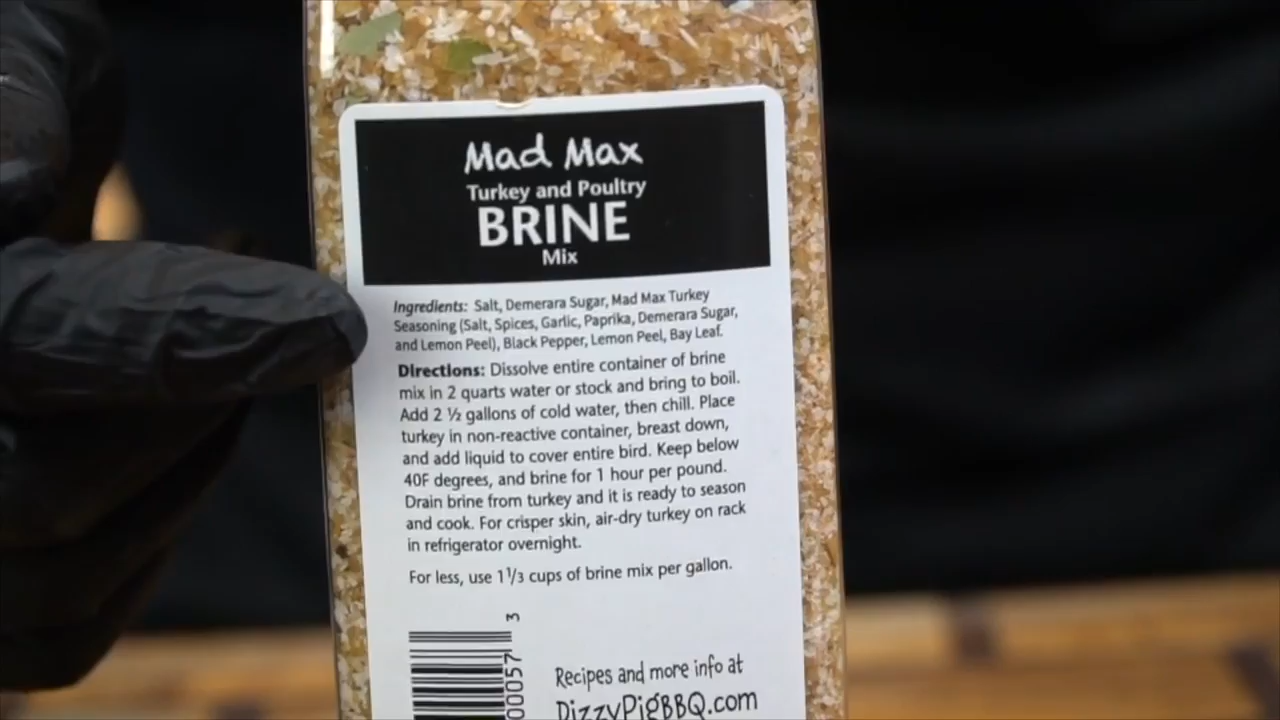 Mad Max
Turkey and Poultry
BRINE
Mix
Ingredients: Salt, Demerara Sugar, Mad Max Turkey
Seasoning (Salt, Spices, Garlic, Paprika, Demerara Sugar,
and Lemon Peel), Black Pepper, Lemon Peel, Bay Leaf.
Directions: Dissolve entire container of brine
mix in 2 quarts water or stock and bring to boil.
Add 2 ½ gallons of cold water, then chill. Place
turkey in non-reactive container, breast down,
and add liquid to cover entire bird. Keep below
40F degrees, and brine for 1 hour per pound.
Drain brine from turkey and it is ready to season
and cook. For crisper skin, air-dry turkey on rack
in refrigerator overnight.
For less, use 1 1/3 cups of brine mix per gallon.
00057 3
Recipes and more info at
DizzyPigBBQ.com